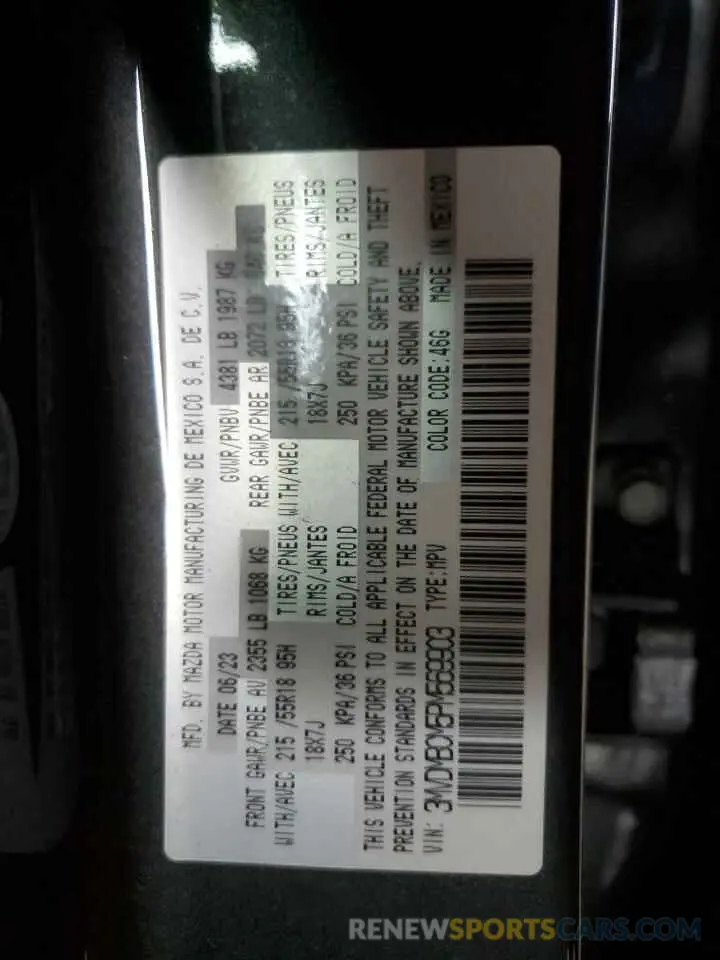 MFD. BY MAZDA MOTOR MANUFACTURING DE MEXICO S.A. DE C.V.
DATE 06/23 GVWR/PNBV 4381 LB 1987 KG
FRONT GAWR/PNBE AV 2355 LB 1068 KG REAR GAWR/PNBE AR 2072 LB
WITH/AVEC 215 /55R18 95H TIRES/PNEUS WITH/AVEC 215 /55R18 95H TIRES/PNEUS
18X7J RIMS/JANTES 18X7J RIMS/JANTES
250 KPA/36 PSI COLD/A FROID 250 KPA/36 PSI COLD/A FROID
THIS VEHICLE CONFORMS TO ALL APPLICABLE FEDERAL MOTOR VEHICLE SAFETY AND THEFT
PREVENTION STANDARDS IN EFFECT ON THE DATE OF MANUFACTURE SHOWN ABOVE.
VIN: 3MVDMBCM5PM569903 TYPE:MPV COLOR CODE:46G MADE IN MEXICO
RENEWSPORTSCARS.COM